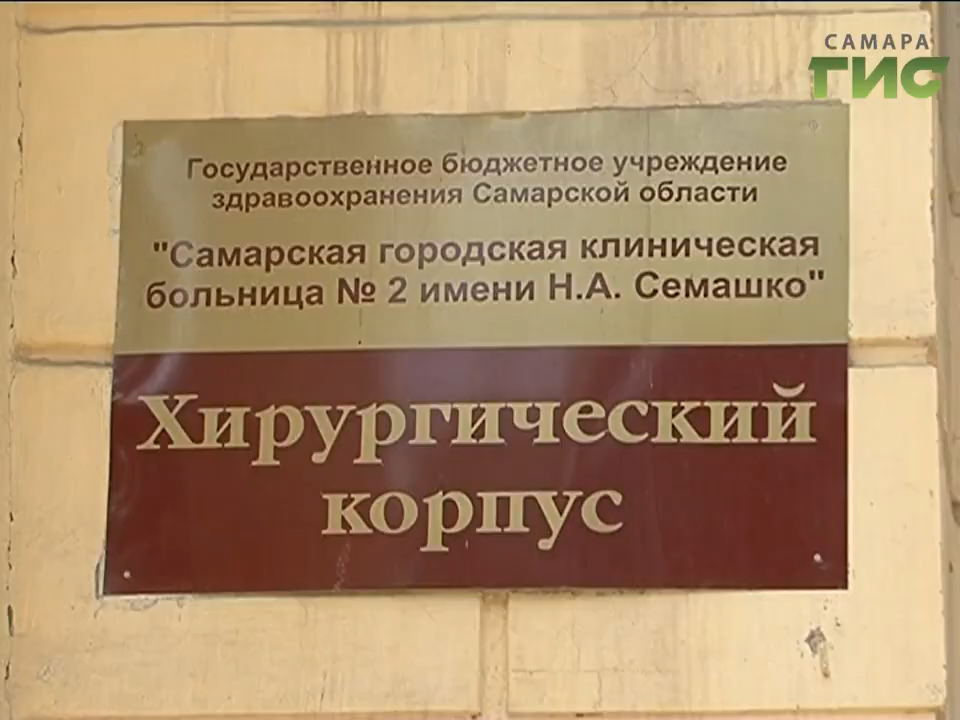 САМАРА
ГИС
Государственное бюджетное учреждение
здравоохранения Самарской области
"Самарская городская клиническая
больница № 2 имени Н.А. Семашко"
Хирургический
корпус